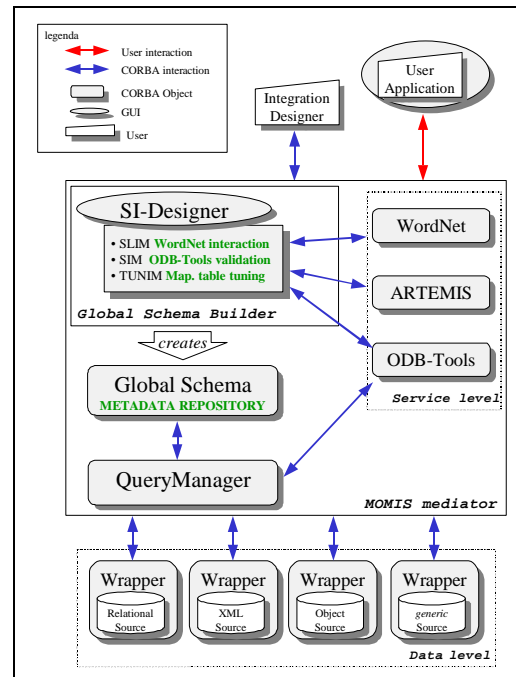 legenda
User interaction
CORBA interaction
CORBA Object
GUI
User
Integration
Designer
User
Application
SI-Designer
• SLIM WordNet interaction
• SIM ODB-Tools validation
• TUNIM Map. table tuning
Global Schema Builder
WordNet
ARTEMIS
ODB-Tools
Service level
creates
Global Schema
METADATA REPOSITORY
QueryManager
MOMIS mediator
Wrapper
Relational
Source
Wrapper
XML
Source
Wrapper
Object
Source
Wrapper
generic
Source
Data level